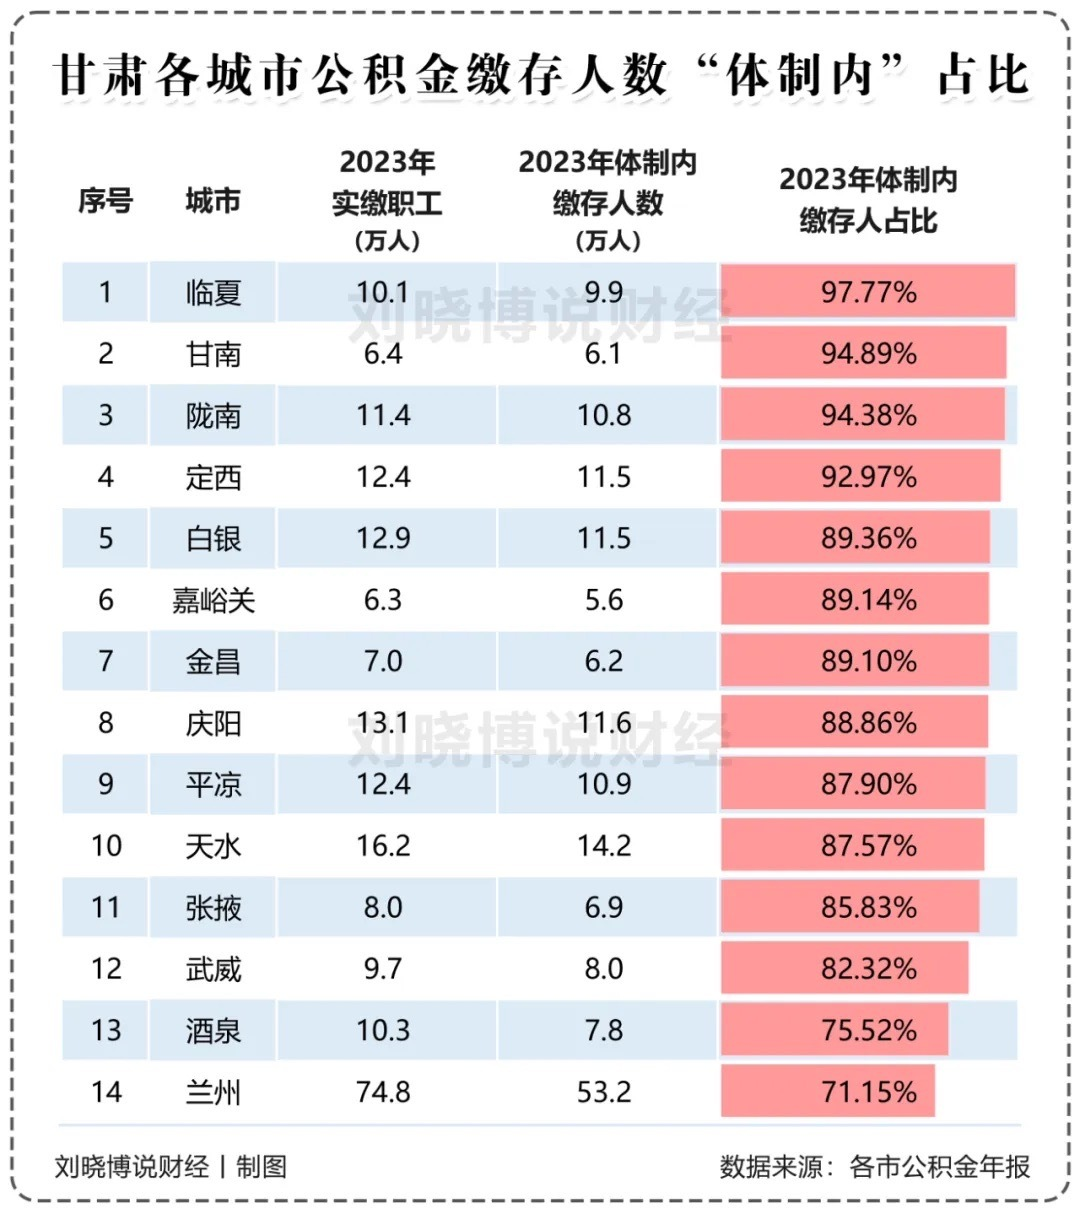 甘肃各城市公积金缴存人数“体制内”占比
序号 城市 2023年实缴职工(万人) 2023年体制内缴存人数(万人) 2023年体制内缴存人占比
1 临夏 10.1 9.9 97.77%
2 甘南 6.4 6.1 94.89%
3 陇南 11.4 10.8 94.38%
4 定西 12.4 11.5 92.97%
5 白银 12.9 11.5 89.36%
6 嘉峪关 6.3 5.6 89.14%
7 金昌 7.0 6.2 89.10%
8 庆阳 13.1 11.6 88.86%
9 平凉 12.4 10.9 87.90%
10 天水 16.2 14.2 87.57%
11 张掖 8.0 6.9 85.83%
12 武威 9.7 8.0 82.32%
13 酒泉 10.3 7.8 75.52%
14 兰州 74.8 53.2 71.15%
刘晓博说财经
刘晓博说财经
刘晓博说财经丨制图 数据来源：各市公积金年报